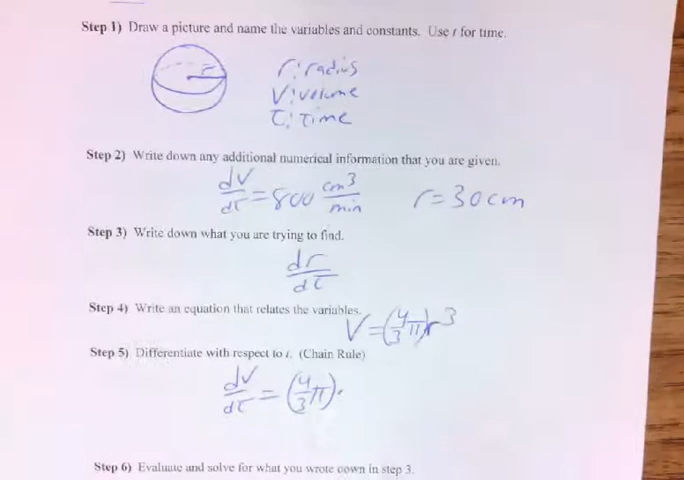 Step 1) Draw a picture and name the variables and constants. Use t for time.
r
r: radius
V: volume
t: Time
Step 2) Write down any additional numerical information that you are given.
dV/dt = 800 cm³/min r = 30 cm
Step 3) Write down what you are trying to find.
dr/dt
Step 4) Write an equation that relates the variables.
V = (4/3 π) r³
Step 5) Differentiate with respect to t. (Chain Rule)
dV/dt = (4/3 π) ·
Step 6) Evaluate and solve for what you wrote down in step 3.